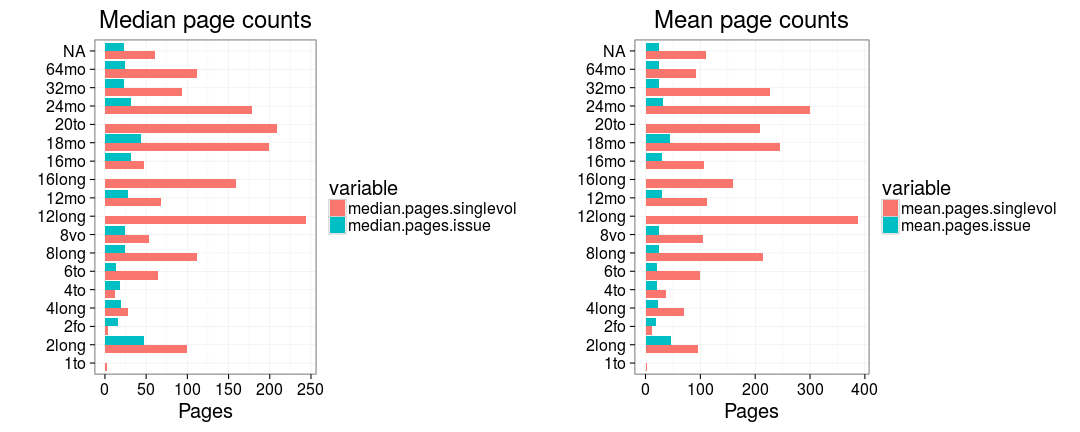 Median page counts
NA
64mo
32mo
24mo
20to
18mo
16mo
16long
12mo
12long
8vo
8long
6to
4to
4long
2fo
2long
1to
0 50 100 150 200 250
Pages
variable
median.pages.singlevol
median.pages.issue
Mean page counts
NA
64mo
32mo
24mo
20to
18mo
16mo
16long
12mo
12long
8vo
8long
6to
4to
4long
2fo
2long
1to
0 100 200 300 400
Pages
variable
mean.pages.singlevol
mean.pages.issue